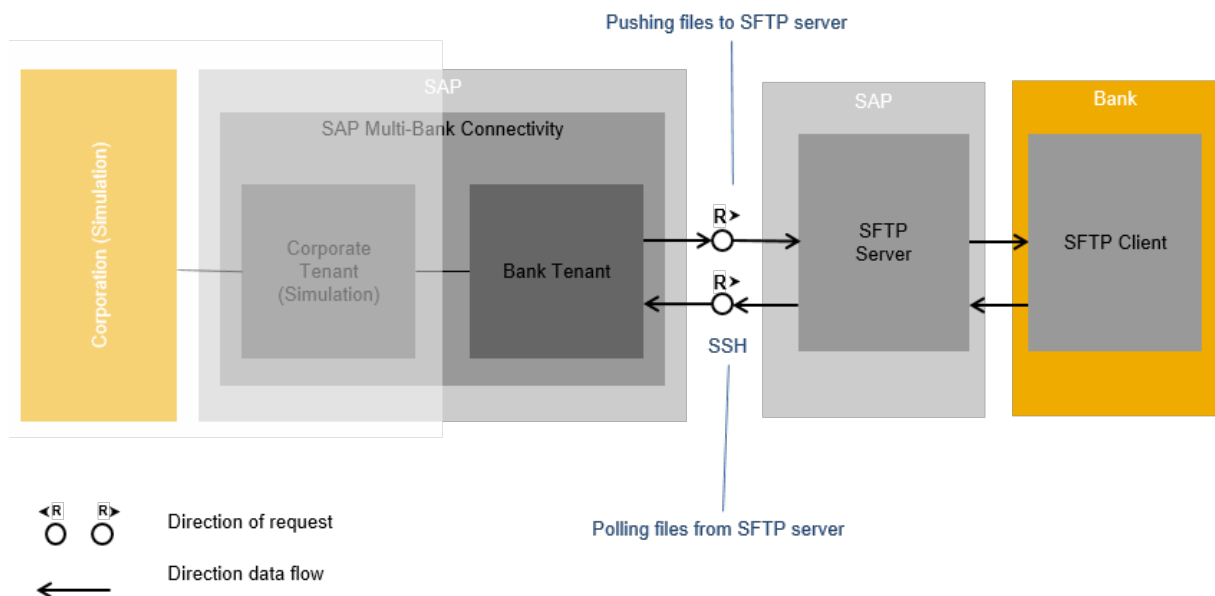 Pushing files to SFTP server
SAP
SAP
Bank
SAP Multi-Bank Connectivity
Corporation (Simulation)
Corporate
Tenant
(Simulation)
Bank Tenant
R
R
SSH
SFTP
Server
SFTP Client
Polling files from SFTP server
R
R
Direction of request
Direction data flow